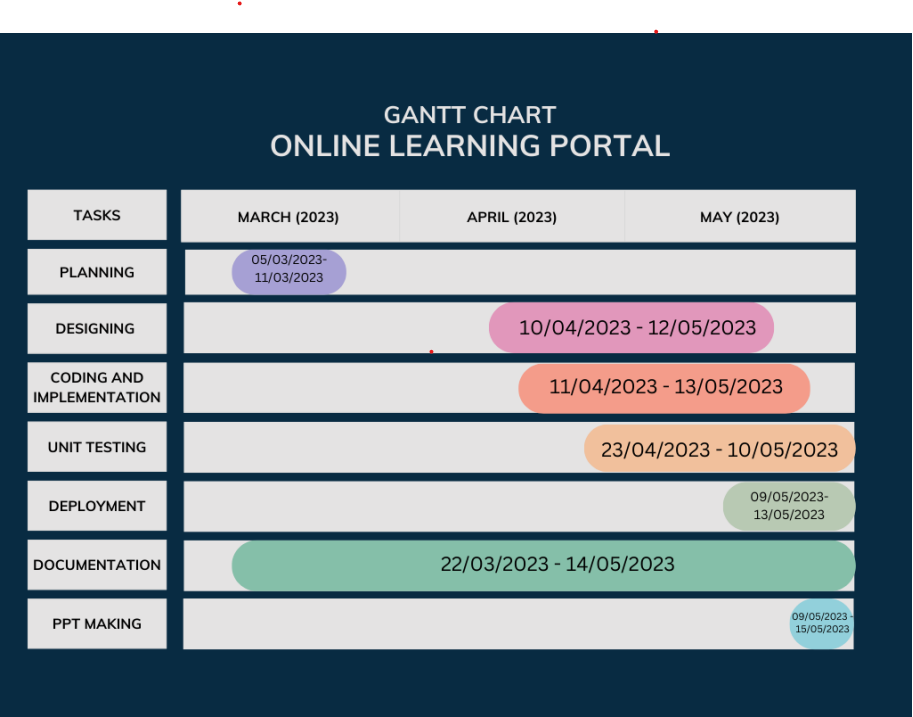 GANTT CHART
ONLINE LEARNING PORTAL
TASKS
MARCH (2023)
APRIL (2023)
MAY (2023)
PLANNING
05/03/2023-
11/03/2023
DESIGNING
10/04/2023 - 12/05/2023
CODING AND
IMPLEMENTATION
11/04/2023 - 13/05/2023
UNIT TESTING
23/04/2023 - 10/05/2023
DEPLOYMENT
09/05/2023-
13/05/2023
DOCUMENTATION
22/03/2023 - 14/05/2023
PPT MAKING
09/05/2023 -
15/05/2023